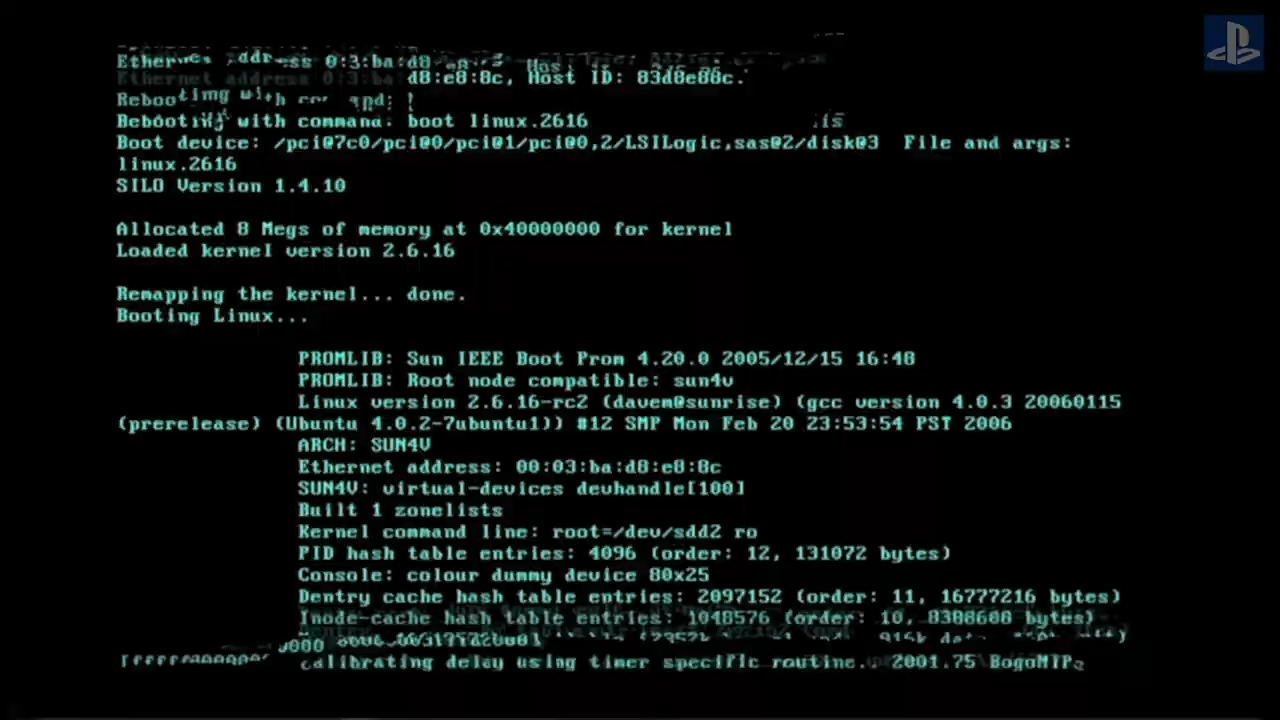 d8:e8:8c, Host ID: 83d8e86c.
Bebooting with command: boot linux.2616
Boot device: /pci@7c0/pci@0/pci@1/pci@0,2/LSILogic,sas@2/disk@3 File and args:
linux.2616
SILO Version 1.4.10
Allocated 8 Megs of memory at 0x40000000 for kernel
Loaded kernel version 2.6.16
Remapping the kernel... done.
Booting Linux...
PROMLIB: Sun IEEE Boot Prom 4.20.0 2005/12/15 16:48
PROMLIB: Root node compatible: sun4v
Linux version 2.6.16-rc2 (davem@sunrise) (gcc version 4.0.3 20060115
(prerelease) (Ubuntu 4.0.2-7ubuntu1)) #12 SMP Mon Feb 20 23:53:54 PST 2006
ARCH: SUN4V
Ethernet address: 00:03:ba:d8:e8:8c
SUN4V: virtual-devices devhandle[100]
Built 1 zonelists
Kernel command line: root=/dev/sdd2 ro
PID hash table entries: 4096 (order: 12, 131072 bytes)
Console: colour dummy device 80x25
Dentry cache hash table entries: 2097152 (order: 11, 16777216 bytes)
Inode-cache hash table entries: 1048576 (order: 10, 8388608 bytes)
calibrating delay using timer specific routine.. 2001.75 BogoMIPS